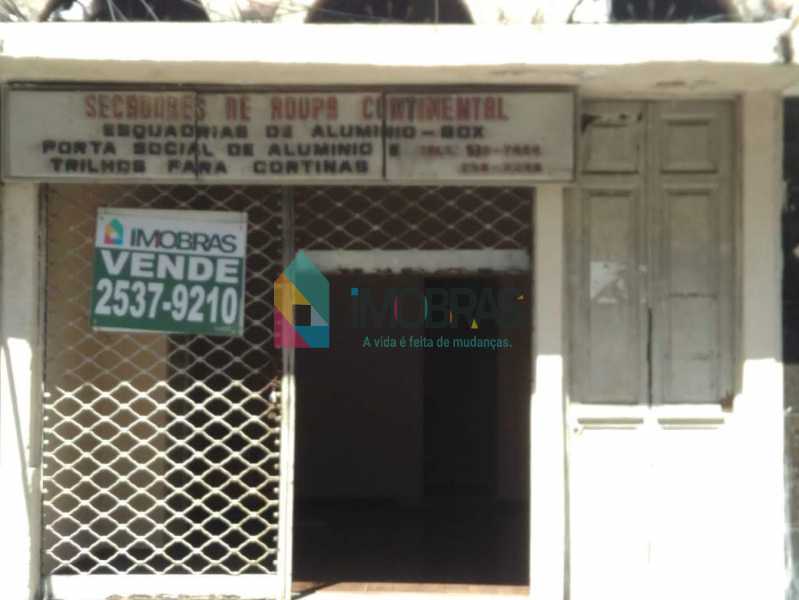 SECADORES DE ROUPA CONTINENTAL
ESQUADRIAS DE ALUMINIO-BOX
PORTA SOCIAL DE ALUMINIO E
TRILHOS PARA CORTINAS
IMOBRAS
VENDE
2537-9210
IMOBRAS
A vida é feita de mudanças.